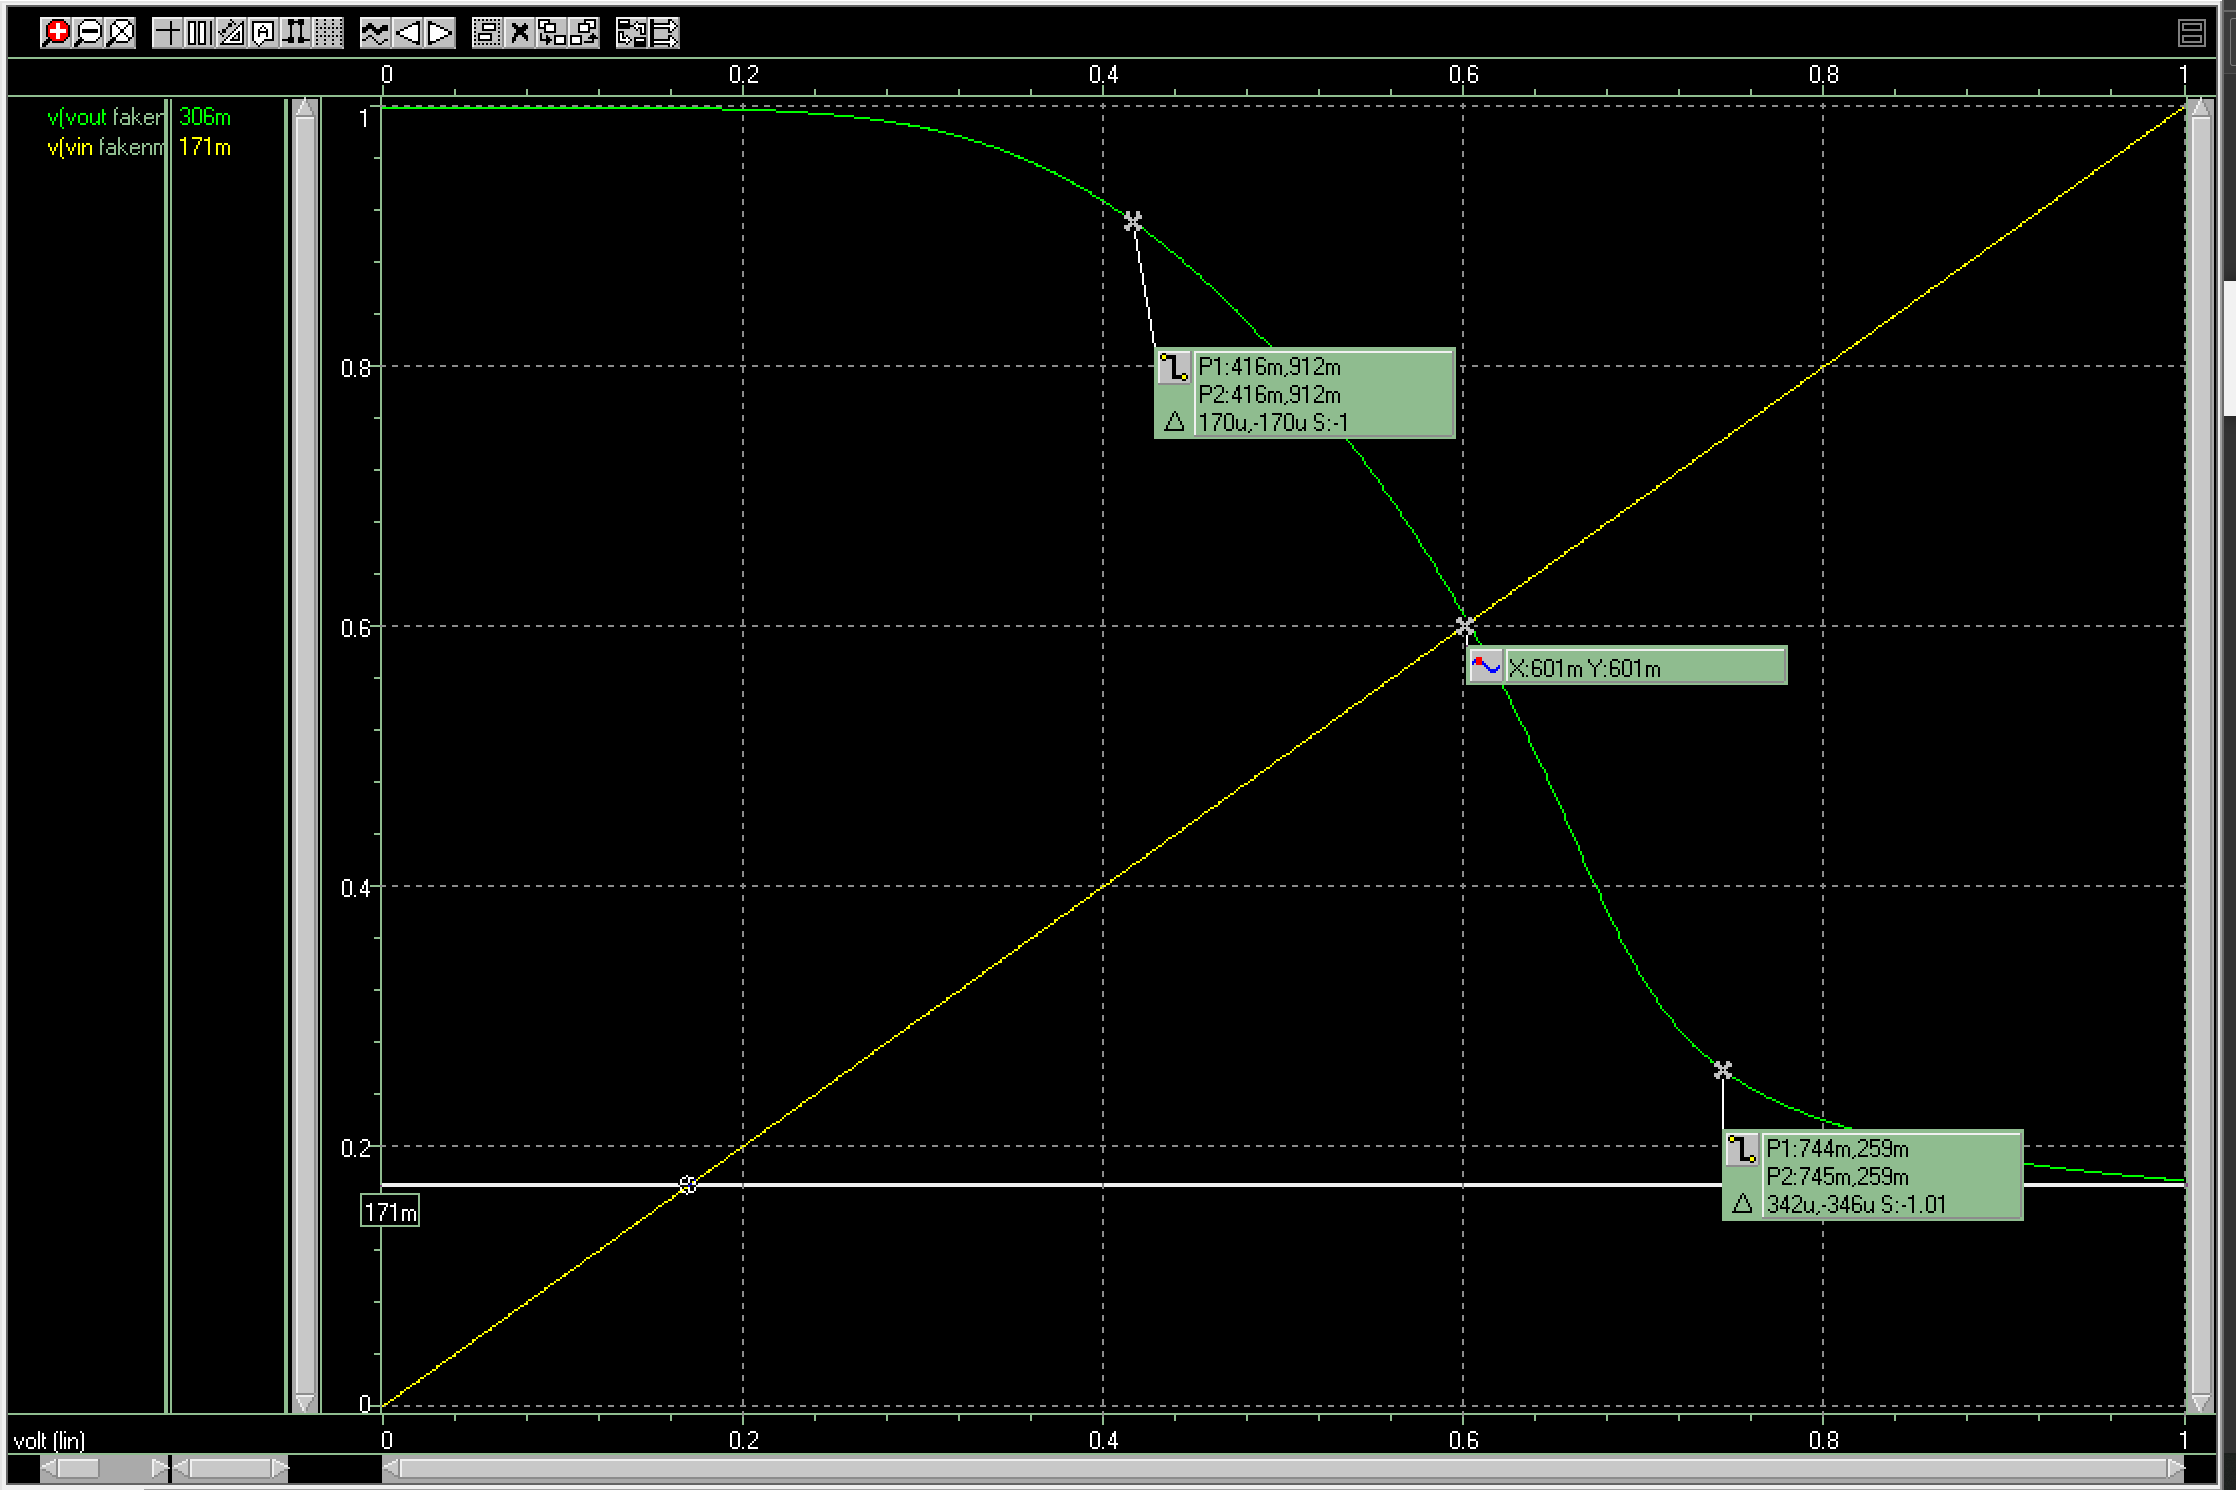 0 0.2 0.4 0.6 0.8 1
v(vout faker 306m
v(vin fakenm 171m
1
0.8
0.6
0.4
0.2
0
P1:416m,912m
P2:416m,912m
170u,-170u S:-1
X:601m Y:601m
P1:744m,259m
P2:745m,259m
342u,-346u S:-1.01
171m
volt (lin) 0 0.2 0.4 0.6 0.8 1